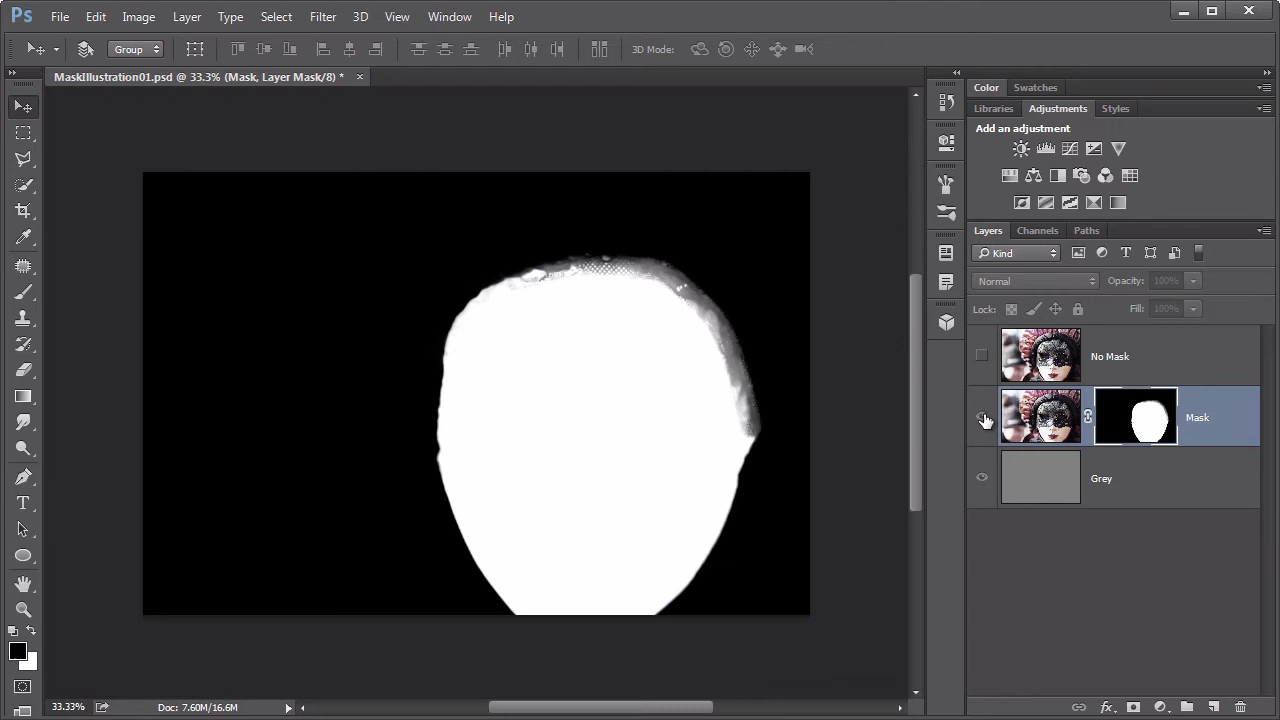 Ps File Edit Image Layer Type Select Filter 3D View Window Help
Group 3D Mode:
MaskIllustration01.psd @ 33.3% (Mask, Layer Mask/8) * ×
Color Swatches
Libraries Adjustments Styles
Add an adjustment
Layers Channels Paths
Kind
Normal Opacity: 100%
Lock: Fill: 100%
No Mask
Mask
Grey
33.33% Doc: 7.60M/16.6M